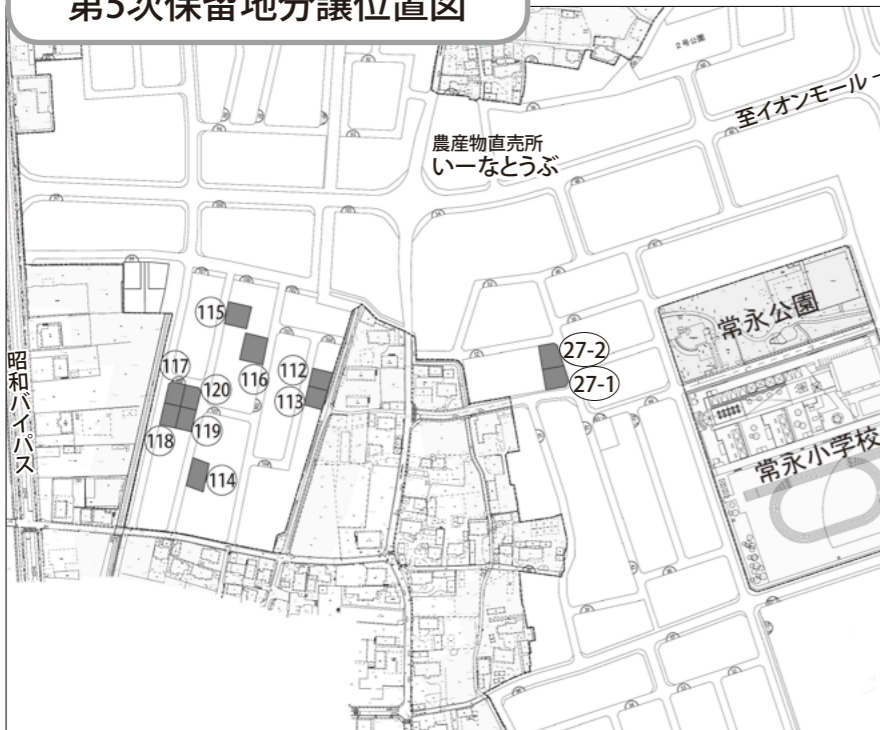 第5次保留地分譲位置図
2号公園
至イオンモール
農産物直売所
いーなとうぶ
常永公園
115
27-2
117
112
昭和バイパス
120
116
27-1
113
118
119
常永小学校
114